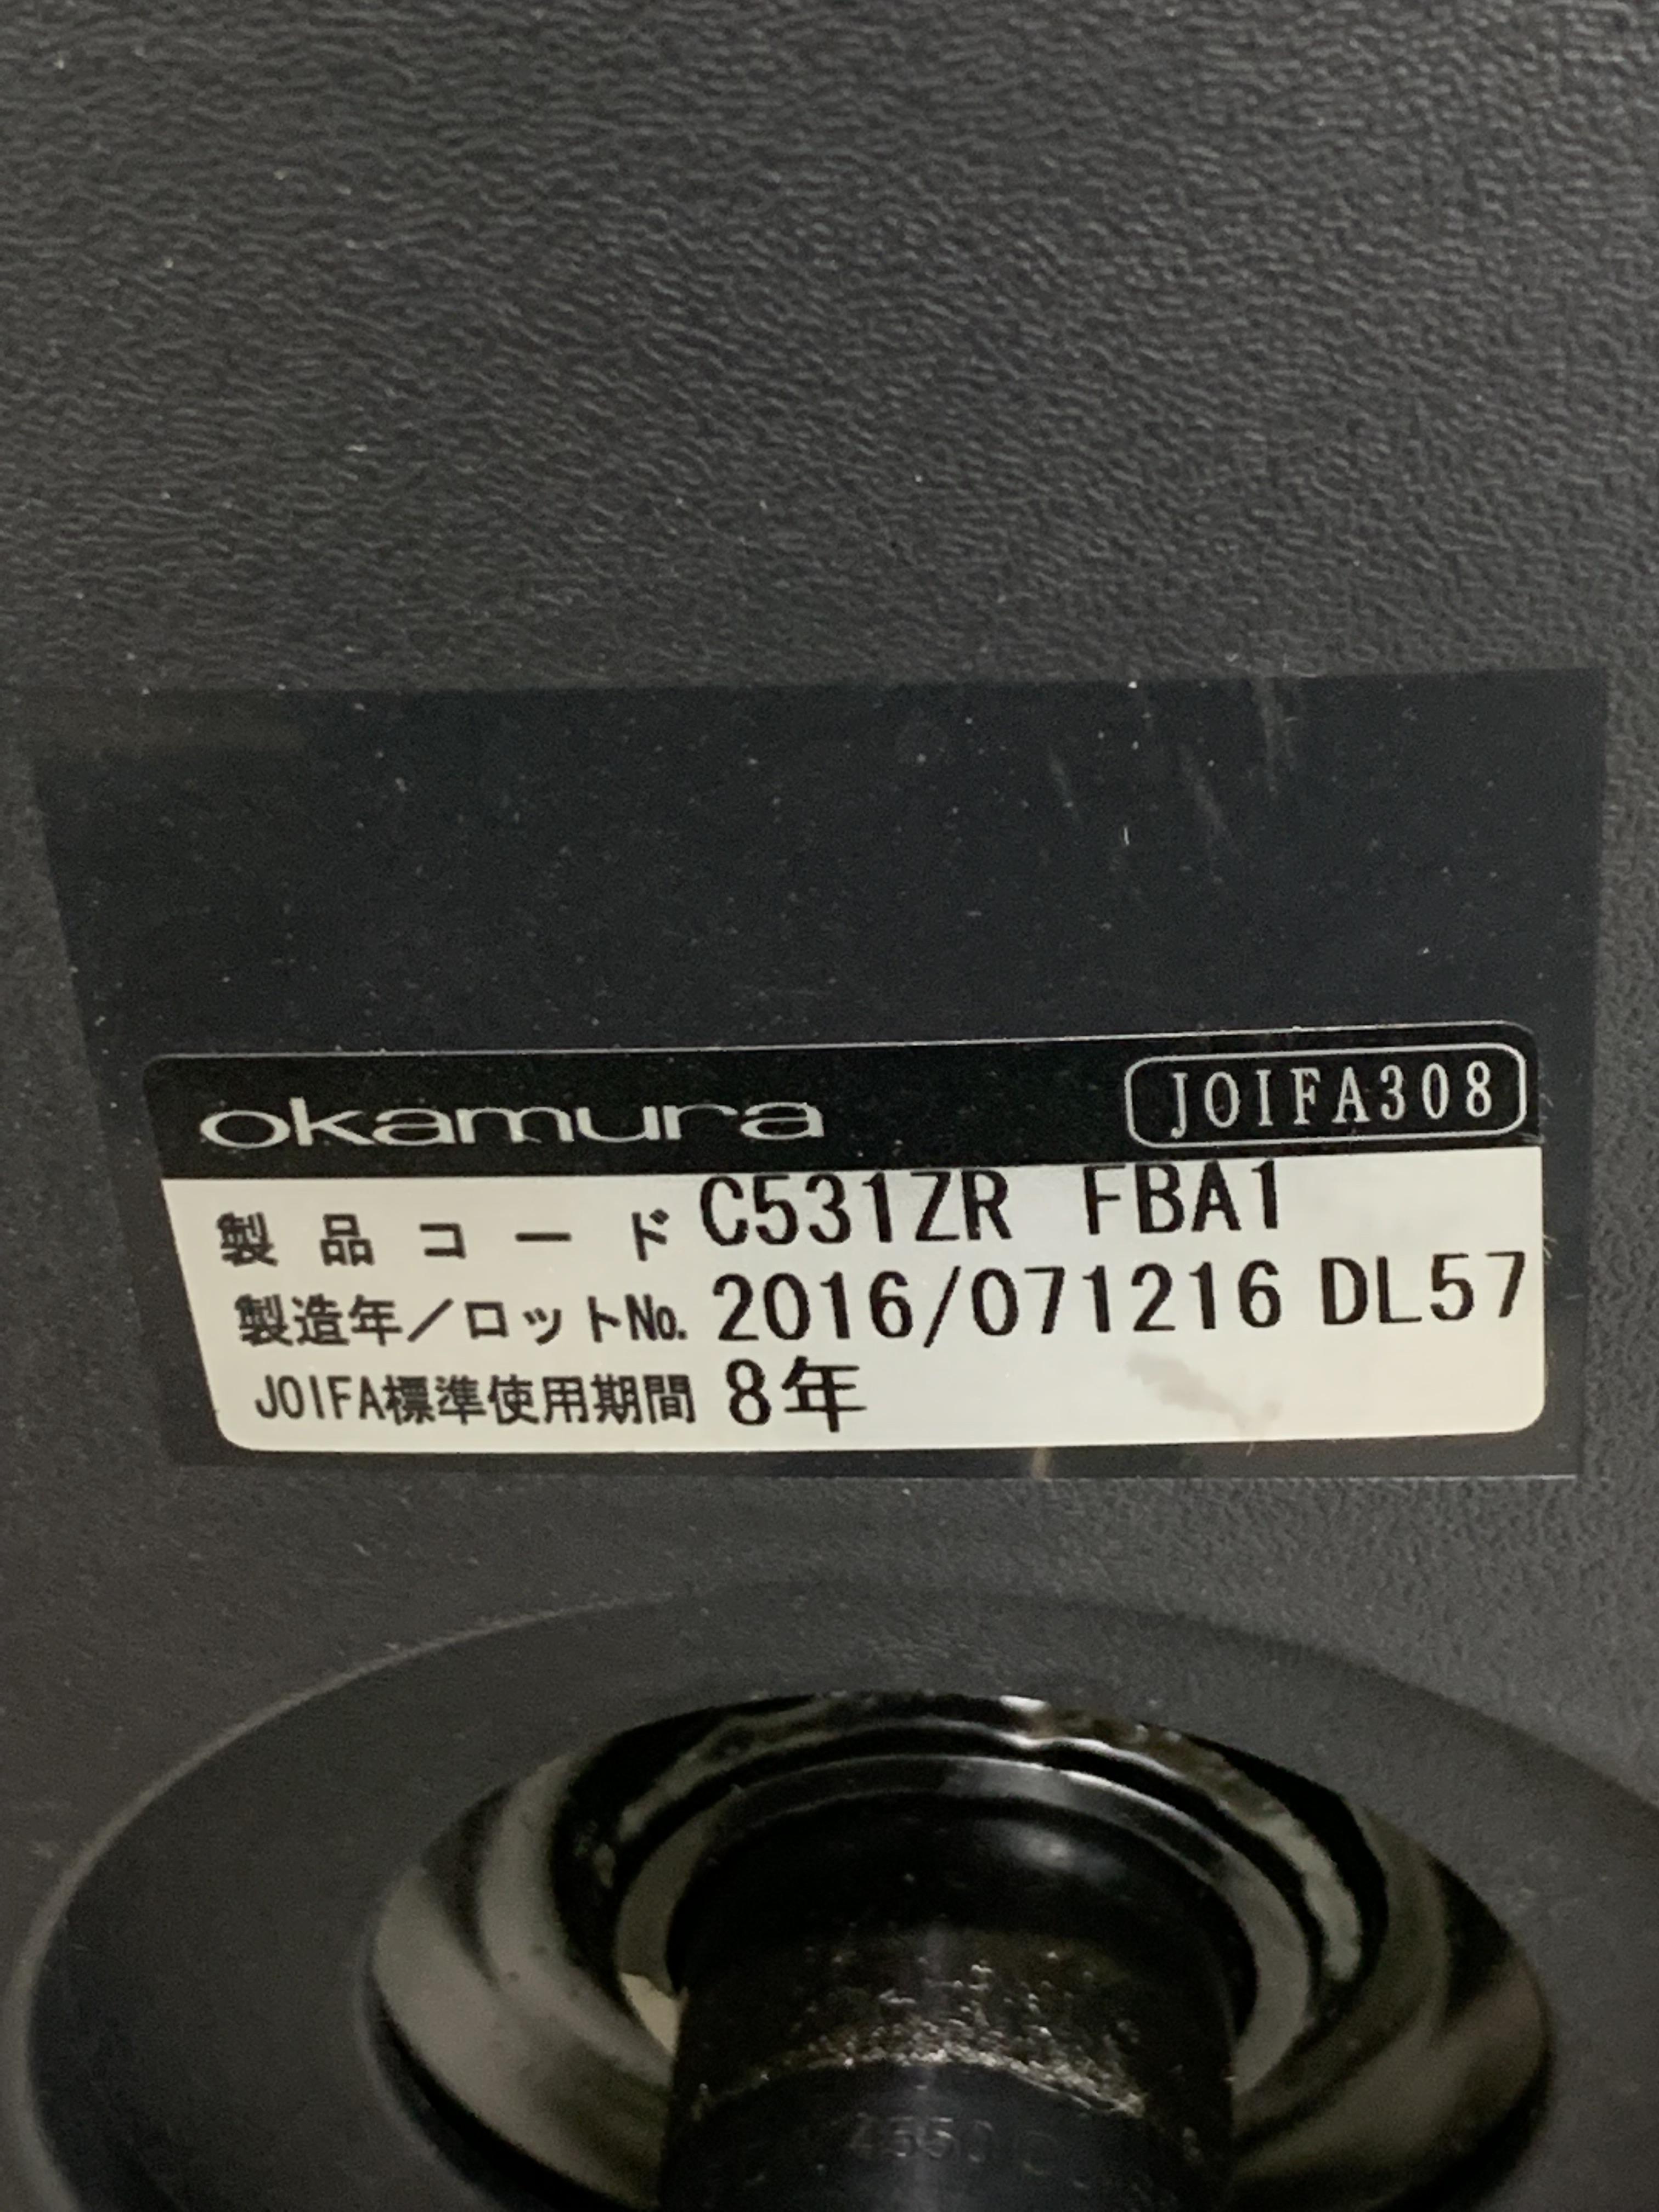 okamura JOIFA308
製品コード C531ZR FBA1
製造年/ロットNo. 2016/071216 DL57
JOIFA標準使用期間 8年